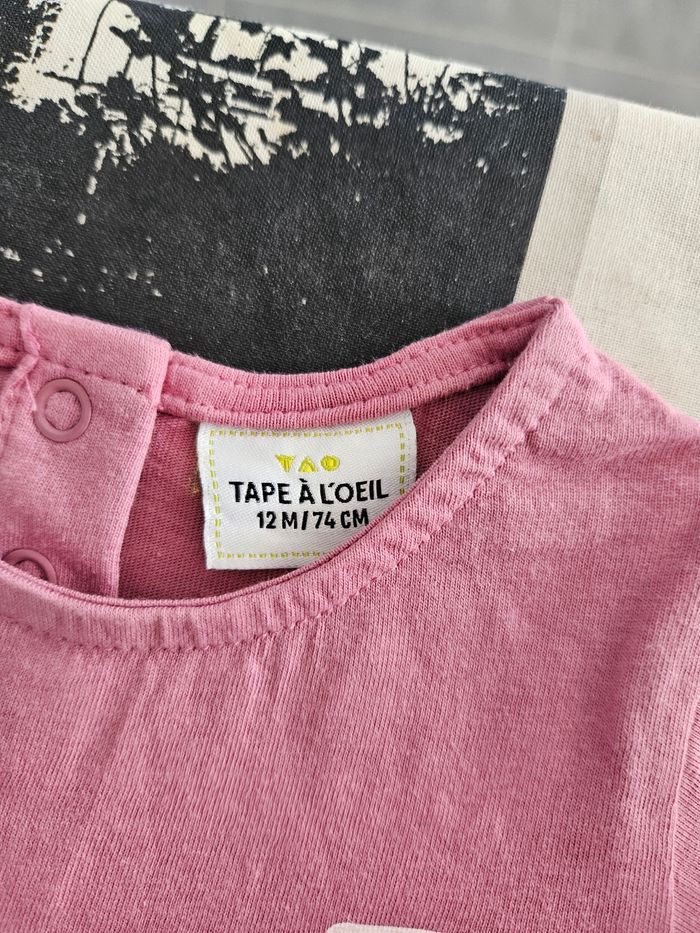 TAO
TAPE À L'OEIL
12 M/74 CM